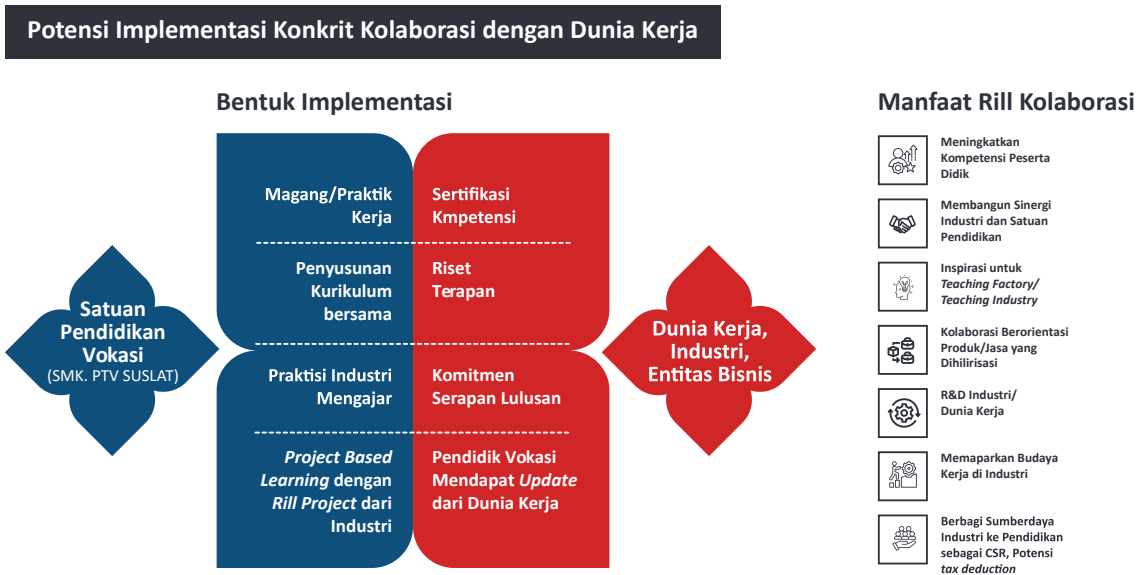 Potensi Implementasi Konkrit Kolaborasi dengan Dunia Kerja
Bentuk Implementasi
Satuan
Pendidikan
Vokasi
(SMK. PTV SUSLAT)
Magang/Praktik
Kerja
Sertifikasi
Kmpetensi
Penyusunan
Kurikulum
bersama
Riset
Terapan
Praktisi Industri
Mengajar
Komitmen
Serapan Lulusan
Project Based
Learning dengan
Rill Project dari
Industri
Pendidik Vokasi
Mendapat Update
dari Dunia Kerja
Dunia Kerja,
Industri,
Entitas Bisnis
Manfaat Rill Kolaborasi
Meningkatkan
Kompetensi Peserta
Didik
Membangun Sinergi
Industri dan Satuan
Pendidikan
Inspirasi untuk
Teaching Factory/
Teaching Industry
Kolaborasi Berorientasi
Produk/Jasa yang
Dihilirisasi
R&D Industri/
Dunia Kerja
Memaparkan Budaya
Kerja di Industri
Berbagi Sumberdaya
Industri ke Pendidikan
sebagai CSR, Potensi
tax deduction